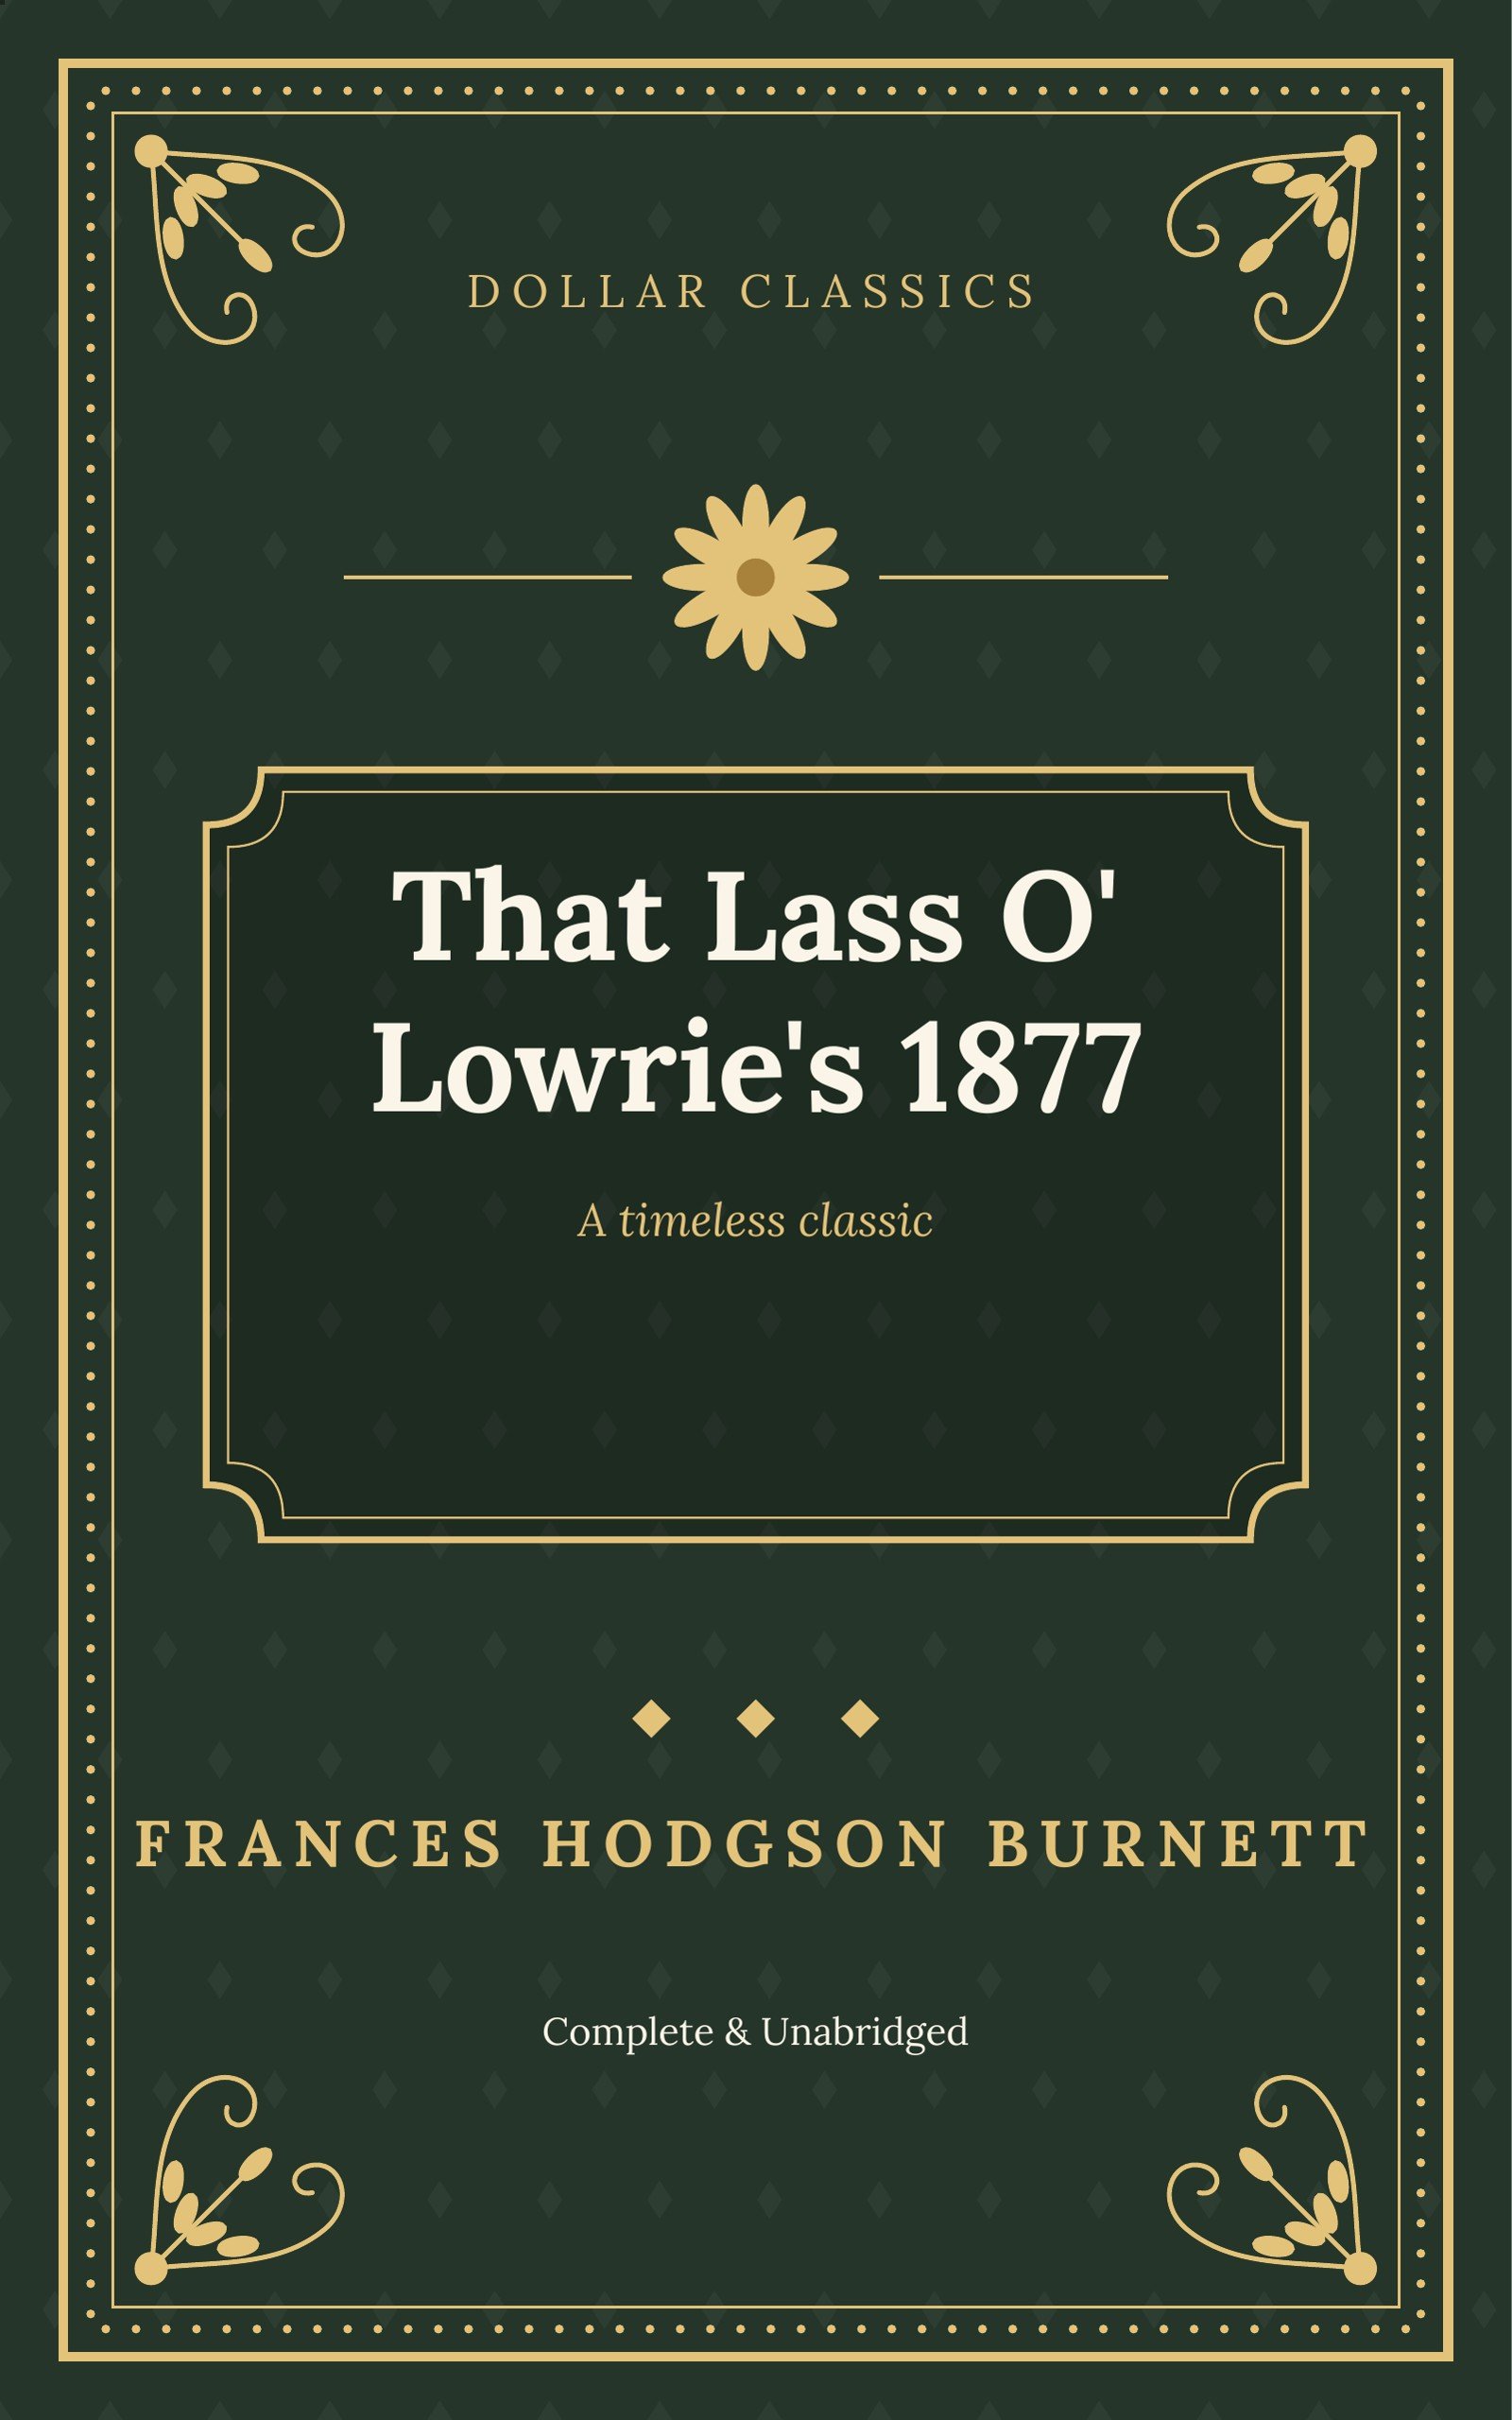 DOLLAR CLASSICS
That Lass O'
Lowrie's 1877
A timeless classic
FRANCES HODGSON BURNETT
Complete & Unabridged